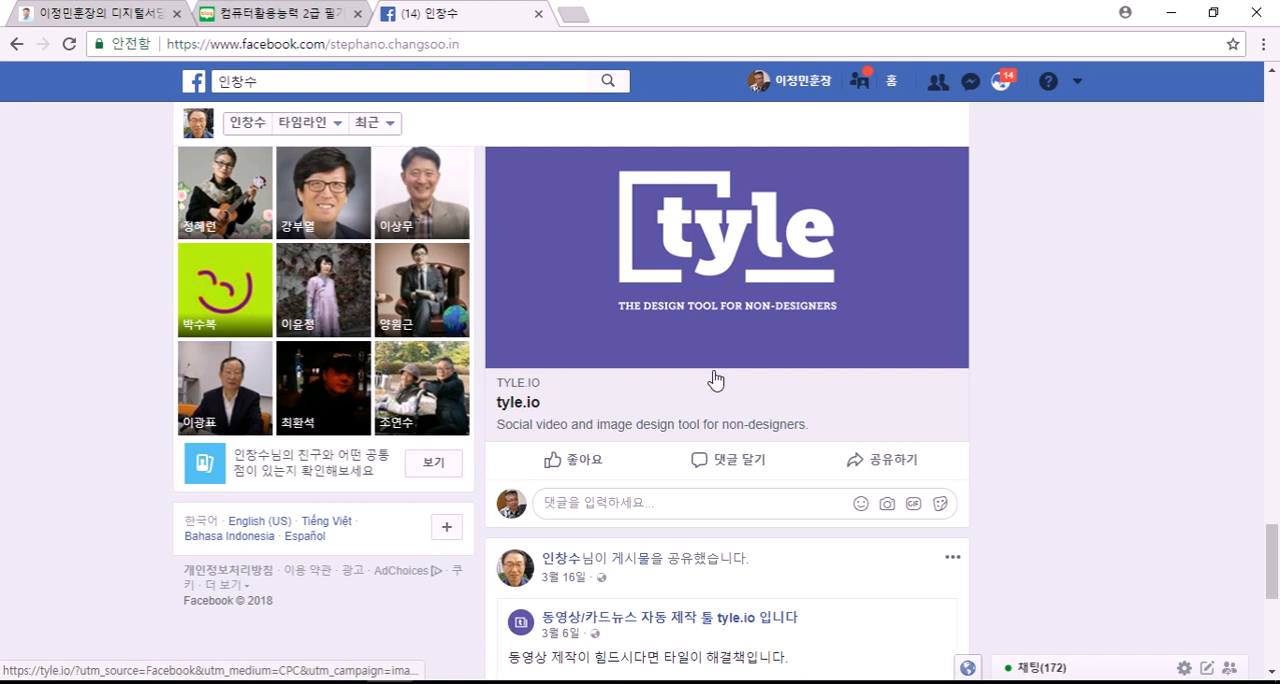 이정민훈장의 디지털서당
컴퓨터활용능력 2급 필기
(14) 인창수
안전함
https://www.facebook.com/stephano.changsoo.in
인창수
이정민훈장
홈
14
인창수
타임라인
최근
정혜련
강부열
이상무
박수복
이윤정
양원근
이광표
최환석
조연수
인창수님의 친구와 어떤 공통
점이 있는지 확인해보세요
보기
한국어 · English (US) · Tiếng Việt ·
Bahasa Indonesia · Español
개인정보처리방침 · 이용 약관 · 광고 · AdChoices · 쿠
키 · 더 보기
Facebook © 2018
tyle
THE DESIGN TOOL FOR NON-DESIGNERS
TYLE.IO
tyle.io
Social video and image design tool for non-designers.
좋아요
댓글 달기
공유하기
댓글을 입력하세요...
GIF
인창수님이 게시물을 공유했습니다.
3월 16일 ·
동영상/카드뉴스 자동 제작 툴 tyle.io 입니다
3월 6일 ·
동영상 제작이 힘드시다면 타일이 해결책입니다.
https://tyle.io/?utm_source=Facebook&utm_medium=CPC&utm_campaign=ima...
채팅(172)